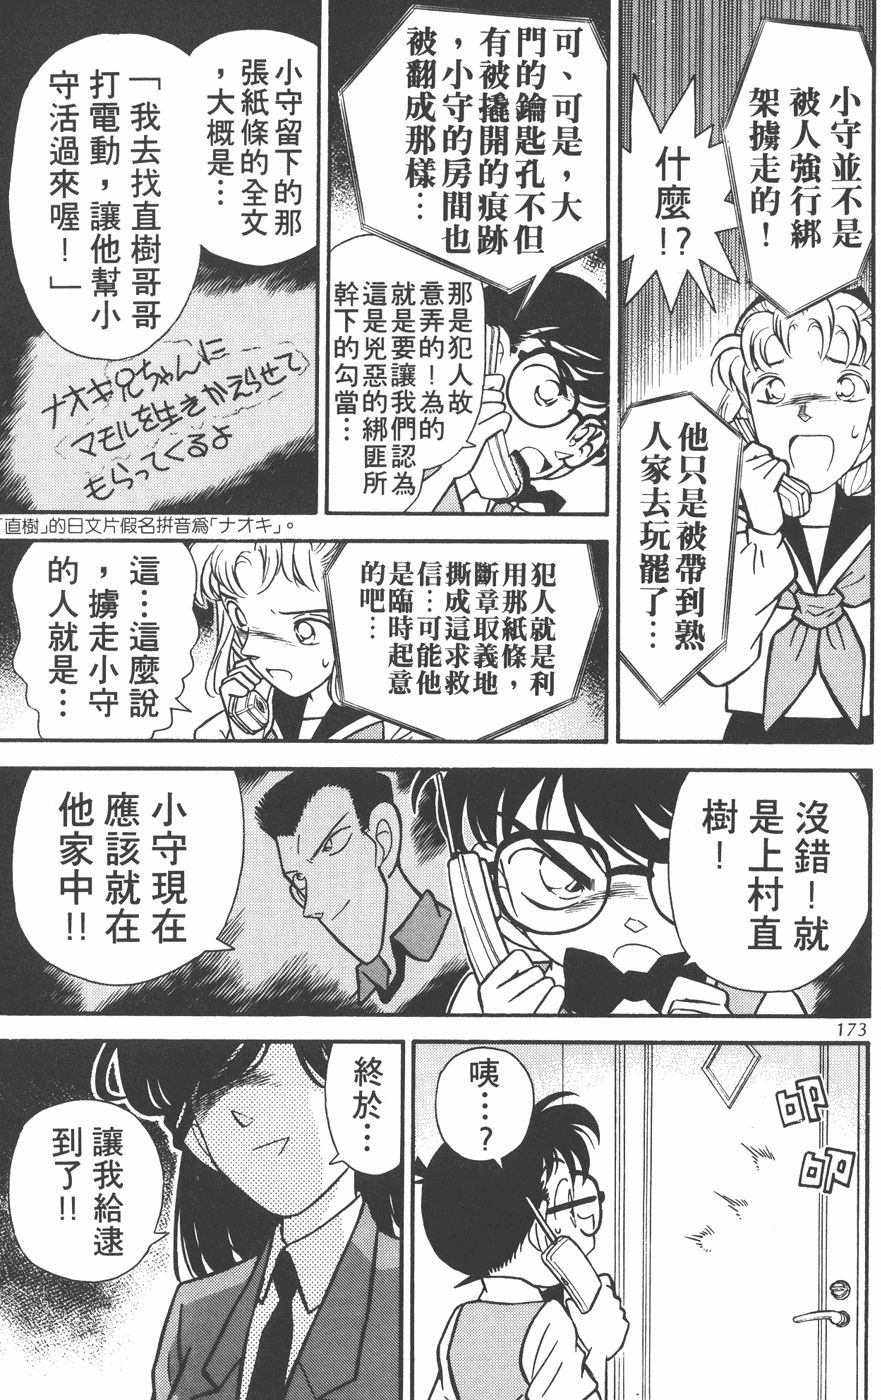 小守並不是
被人強行綁
架擄走的！
什麼
!?
他只是被帶到熟
人家去玩罷了…
可、可是，大
門的鑰匙孔不但
有被撬開的痕跡
，小守的房間也
被翻成那樣…
那是犯人故
意弄的！為的
就是要讓我們認為
這是兇惡的綁匪所
幹下的勾當…
小守留下的那
張紙條的全文
，大概是…
「我去找直樹哥哥
打電動，讓他幫小
守活過來喔！」
ナオキ兄ちゃんに
マモルを生きかえらせて
もらってくるよ
「直樹」的日文片假名拼音為「ナオキ」。
犯人就是利
用那紙條，
斷章取義地
撕成這求救
信…可能他
是臨時起意
的吧…
這…這麼說
，擄走小守
的人就是…
沒錯！就
是上村直
樹！
小守現在
應該就在
他家中!!
173
咦…?
叩
叩
終於…
讓我給逮
到了!!